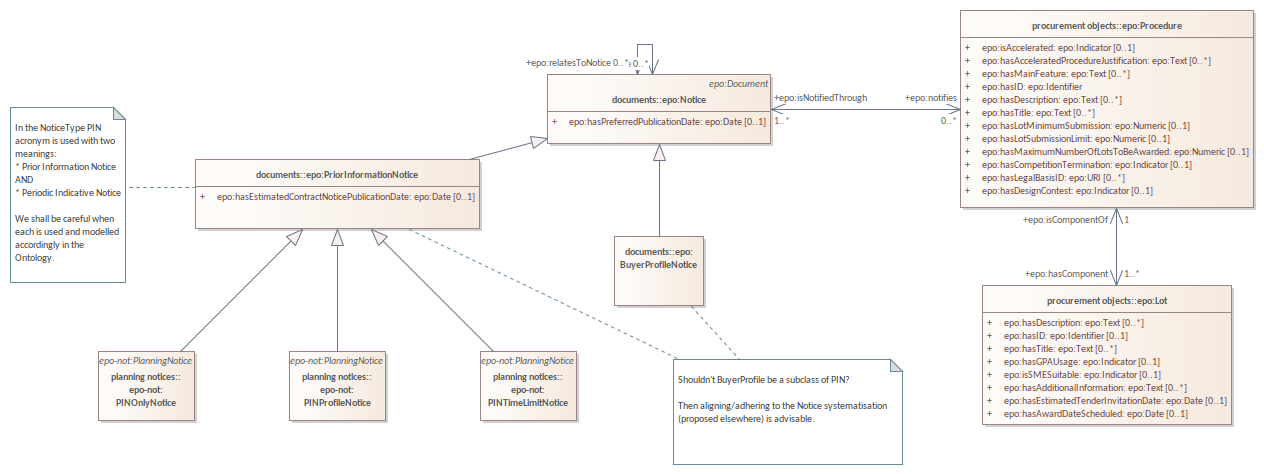 +epo:relatesToNotice 0..*
0..*
epo:Document
documents::epo:Notice
+ epo:hasPreferredPublicationDate: epo:Date [0..1]
+epo:isNotifiedThrough
1..*
+epo:notifies
0..*
procurement objects::epo:Procedure
+ epo:isAccelerated: epo:Indicator [0..1]
+ epo:hasAcceleratedProcedureJustification: epo:Text [0..*]
+ epo:hasMainFeature: epo:Text [0..*]
+ epo:hasID: epo:Identifier
+ epo:hasDescription: epo:Text [0..*]
+ epo:hasTitle: epo:Text [0..*]
+ epo:hasLotMinimumSubmission: epo:Numeric [0..1]
+ epo:hasLotSubmissionLimit: epo:Numeric [0..1]
+ epo:hasMaximumNumberOfLotsToBeAwarded: epo:Numeric [0..1]
+ epo:hasCompetitionTermination: epo:Indicator [0..1]
+ epo:hasLegalBasisID: epo:URI [0..*]
+ epo:hasDesignContest: epo:Indicator [0..1]
In the NoticeType PIN
acronym is used with two
meanings:
* Prior Information Notice
AND
* Periodic Indicative Notice
We shall be careful when
each is used and modelled
accordingly in the
Ontology.
documents::epo:PriorInformationNotice
+ epo:hasEstimatedContractNoticePublicationDate: epo:Date [0..1]
documents::epo:
BuyerProfileNotice
+epo:isComponentOf
1
+epo:hasComponent
1..*
procurement objects::epo:Lot
+ epo:hasDescription: epo:Text [0..*]
+ epo:hasID: epo:Identifier [0..1]
+ epo:hasTitle: epo:Text [0..*]
+ epo:hasGPAUsage: epo:Indicator [0..1]
+ epo:isSMESuitable: epo:Indicator [0..1]
+ epo:hasAdditionalInformation: epo:Text [0..*]
+ epo:hasEstimatedTenderInvitationDate: epo:Date [0..1]
+ epo:hasAwardDateScheduled: epo:Date [0..1]
epo-not:PlanningNotice
planning notices::
epo-not:
PINOnlyNotice
epo-not:PlanningNotice
planning notices::
epo-not:
PINProfileNotice
epo-not:PlanningNotice
planning notices::
epo-not:
PINTimeLimitNotice
Shouldn't BuyerProfile be a subclass of PIN?
Then aligning/adhering to the Notice systematisation
(proposed elsewhere) is advisable.